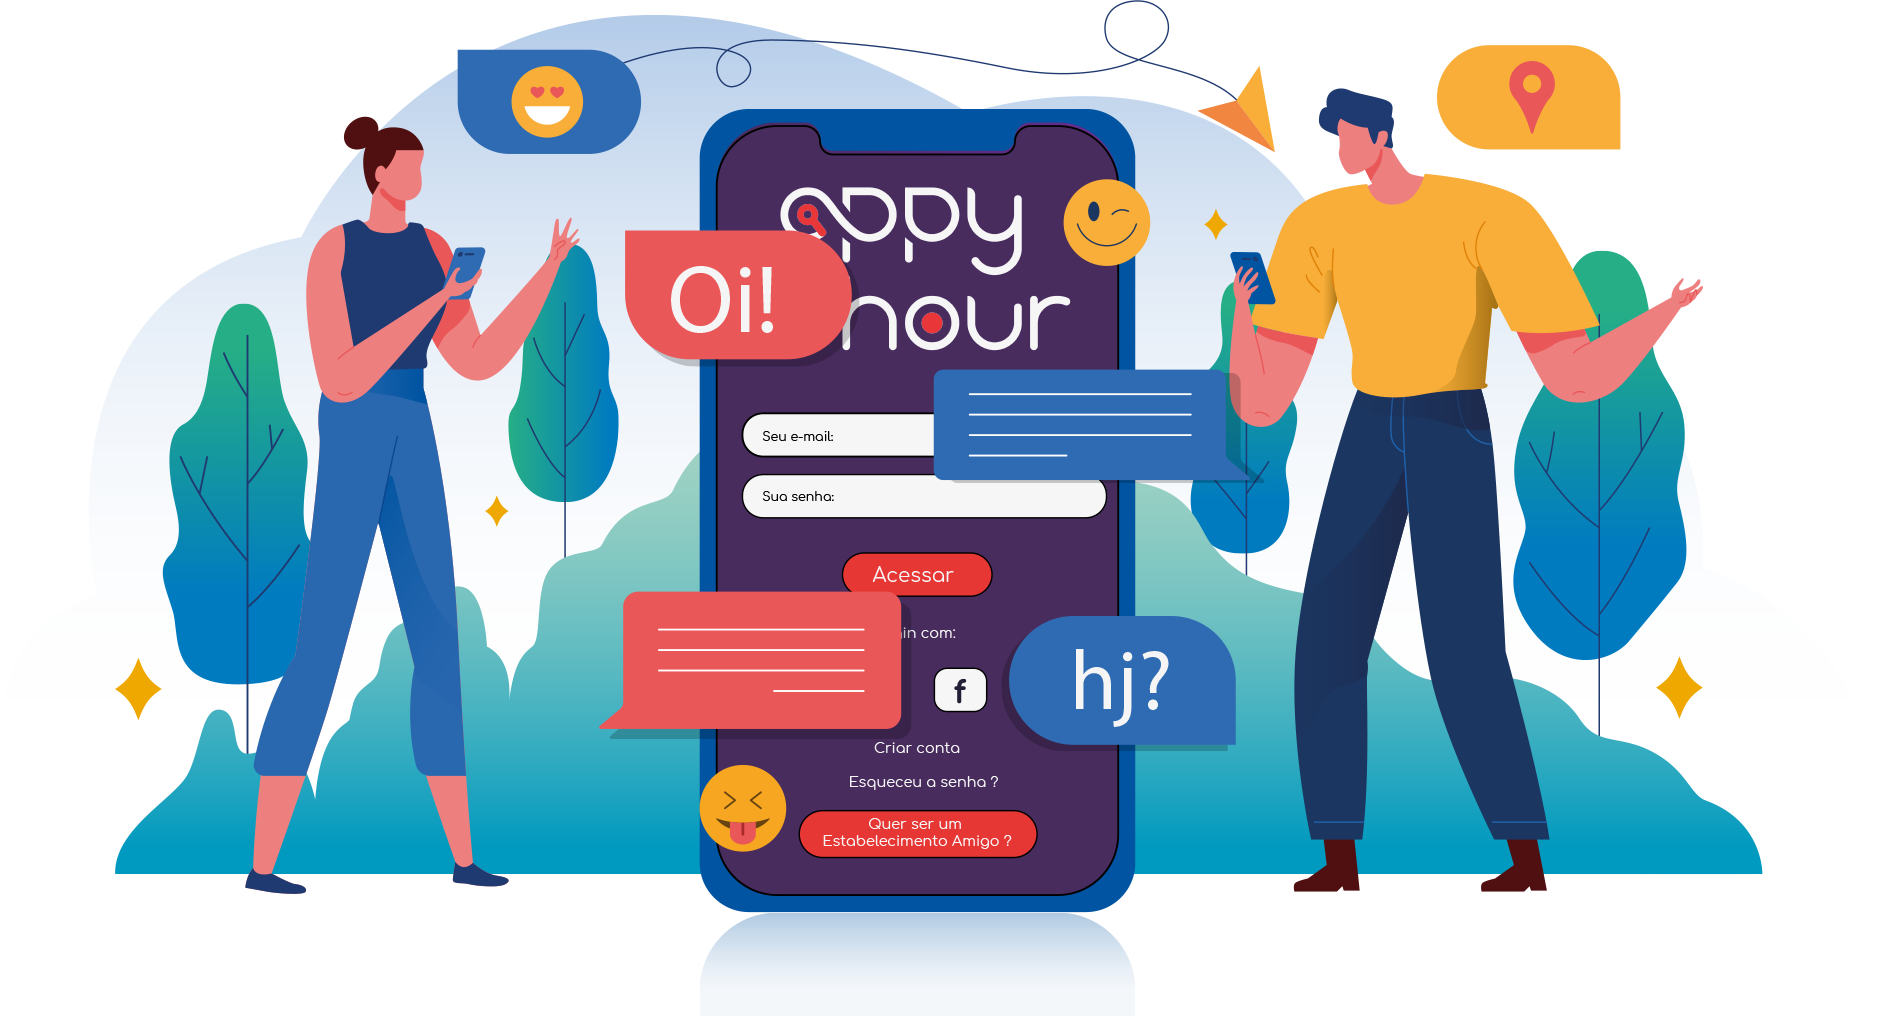 appy
Oi!
hour
Seu e-mail:
Sua senha:
Acessar
com:
f
hj?
Criar conta
Esqueceu a senha ?
Quer ser um
Estabelecimento Amigo ?